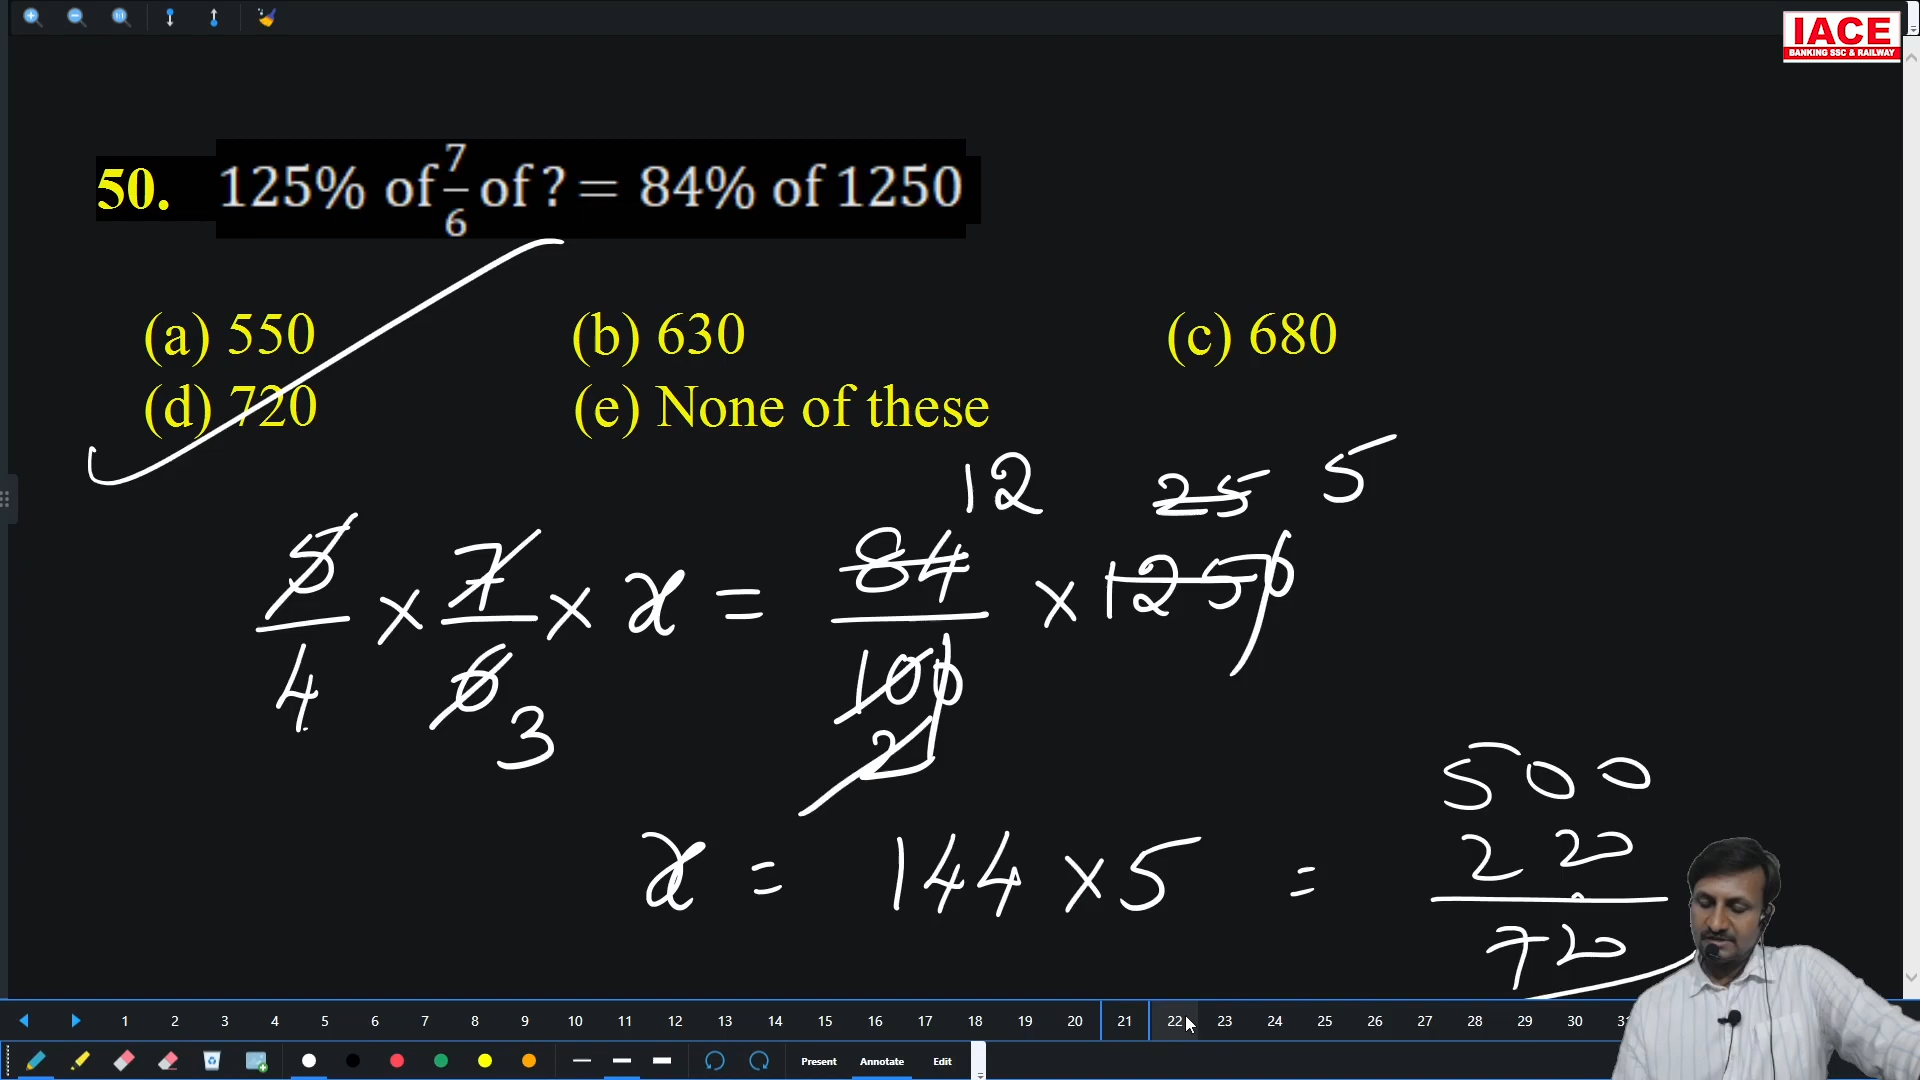 IACE
BANKING SSC & RAILWAY
50. 125% of 7/6 of ? = 84% of 1250
(a) 550 (b) 630 (c) 680
(d) 720 (e) None of these
12 25 5
5/4 × 7/6 × x = 84/100 × 1250
3
2
x = 144 × 5 =
500
220
720
1 2 3 4 5 6 7 8 9 10 11 12 13 14 15 16 17 18 19 20 21 22 23 24 25 26 27 28 29 30
Present Annotate Edit